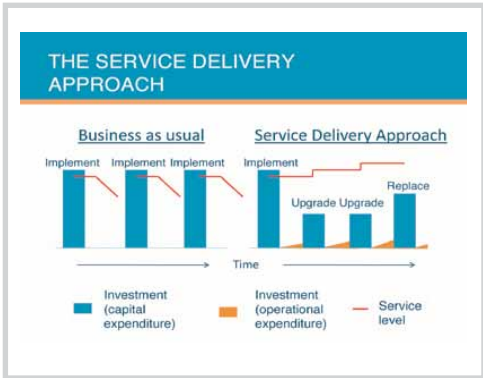 THE SERVICE DELIVERY
APPROACH
Business as usual
Service Delivery Approach
Implement
Implement
Implement
Implement
Upgrade
Upgrade
Replace
Time
Investment
(capital
expenditure)
Investment
(operational
expenditure)
Service
level